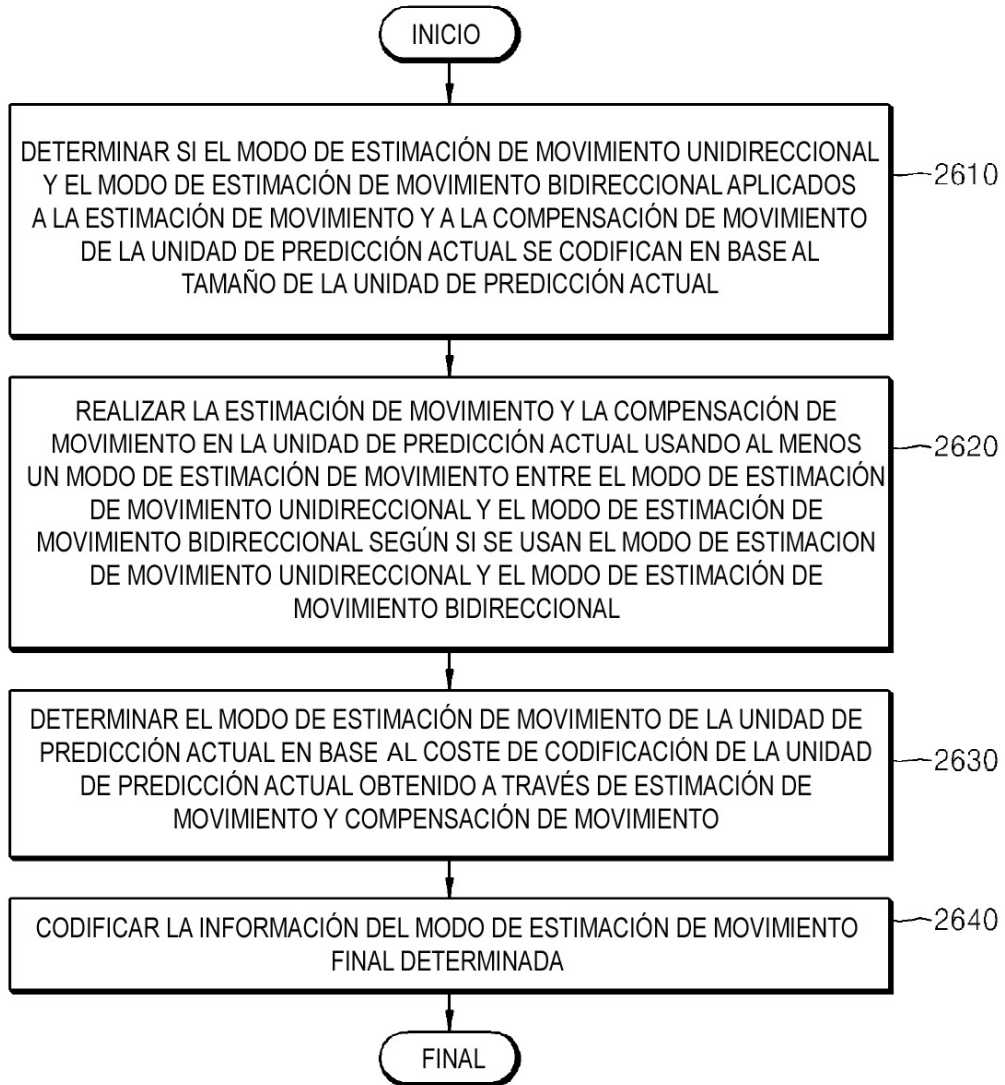 INICIO
DETERMINAR SI EL MODO DE ESTIMACIÓN DE MOVIMIENTO UNIDIRECCIONAL
Y EL MODO DE ESTIMACIÓN DE MOVIMIENTO BIDIRECCIONAL APLICADOS
A LA ESTIMACIÓN DE MOVIMIENTO Y A LA COMPENSACIÓN DE MOVIMIENTO
DE LA UNIDAD DE PREDICCIÓN ACTUAL SE CODIFICAN EN BASE AL
TAMAÑO DE LA UNIDAD DE PREDICCIÓN ACTUAL
2610
REALIZAR LA ESTIMACIÓN DE MOVIMIENTO Y LA COMPENSACIÓN DE
MOVIMIENTO EN LA UNIDAD DE PREDICCIÓN ACTUAL USANDO AL MENOS
UN MODO DE ESTIMACIÓN DE MOVIMIENTO ENTRE EL MODO DE ESTIMACIÓN
DE MOVIMIENTO UNIDIRECCIONAL Y EL MODO DE ESTIMACIÓN DE
MOVIMIENTO BIDIRECCIONAL SEGÚN SI SE USAN EL MODO DE ESTIMACION
DE MOVIMIENTO UNIDIRECCIONAL Y EL MODO DE ESTIMACIÓN DE
MOVIMIENTO BIDIRECCIONAL
2620
DETERMINAR EL MODO DE ESTIMACIÓN DE MOVIMIENTO DE LA UNIDAD DE
PREDICCIÓN ACTUAL EN BASE AL COSTE DE CODIFICACIÓN DE LA UNIDAD
DE PREDICCIÓN ACTUAL OBTENIDO A TRAVÉS DE ESTIMACIÓN DE
MOVIMIENTO Y COMPENSACIÓN DE MOVIMIENTO
2630
CODIFICAR LA INFORMACIÓN DEL MODO DE ESTIMACIÓN DE MOVIMIENTO
FINAL DETERMINADA
2640
FINAL